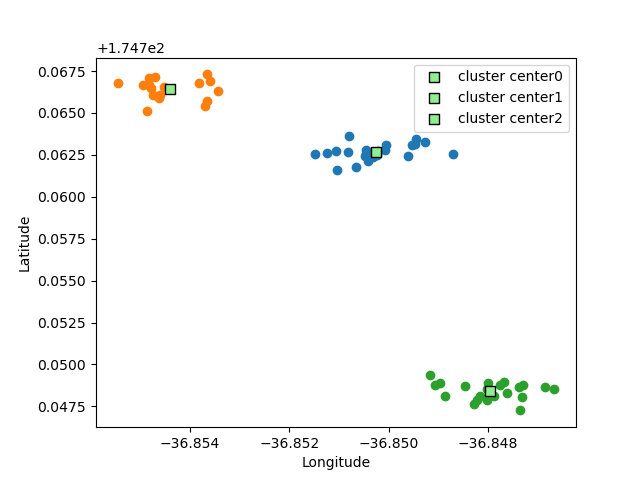 +1.747e2
0.0675
0.0650
0.0625
0.0600
0.0575
0.0550
0.0525
0.0500
0.0475
Latitude
cluster center0
cluster center1
cluster center2
−36.854
−36.852
−36.850
−36.848
Longitude